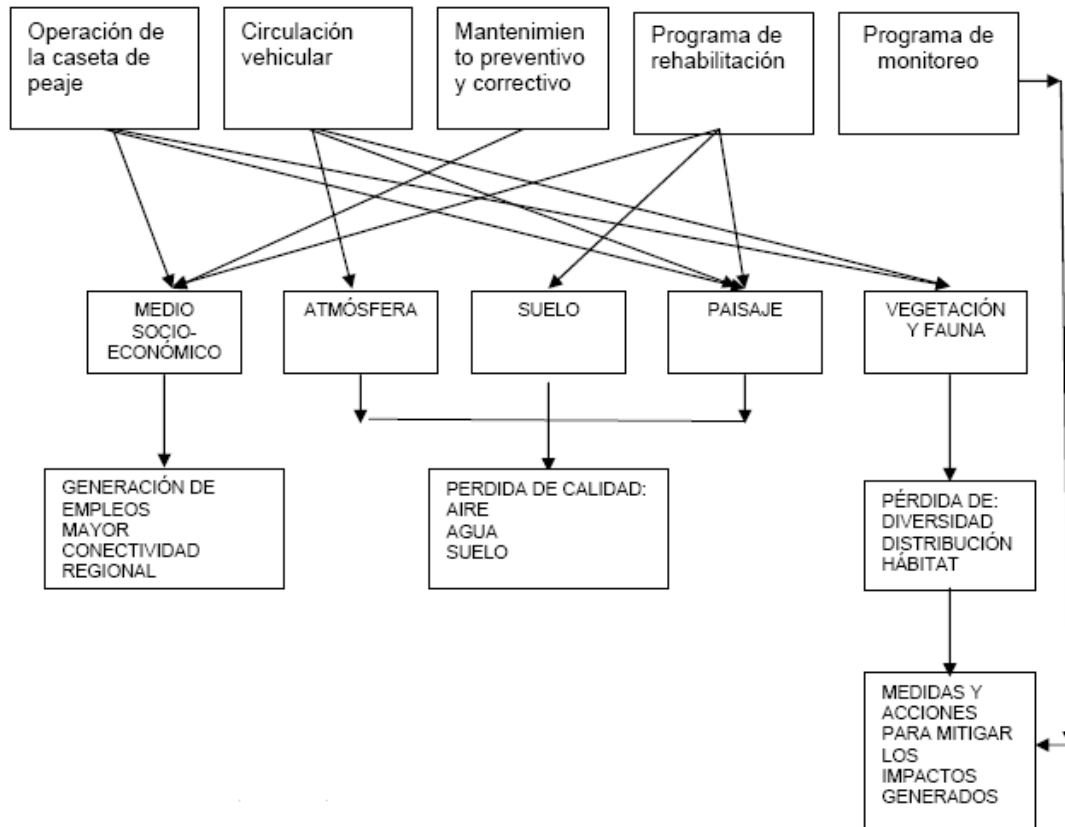 Operación de
la caseta de
peaje
Circulación
vehicular
Mantenimien
to preventivo
y correctivo
Programa de
rehabilitación
Programa de
monitoreo
MEDIO
SOCIO-
ECONÓMICO
ATMÓSFERA
SUELO
PAISAJE
VEGETACIÓN
Y FAUNA
GENERACIÓN DE
EMPLEOS
MAYOR
CONECTIVIDAD
REGIONAL
PERDIDA DE CALIDAD:
AIRE
AGUA
SUELO
PÉRDIDA DE:
DIVERSIDAD
DISTRIBUCIÓN
HÁBITAT
MEDIDAS Y
ACCIONES
PARA MITIGAR
LOS
IMPACTOS
GENERADOS